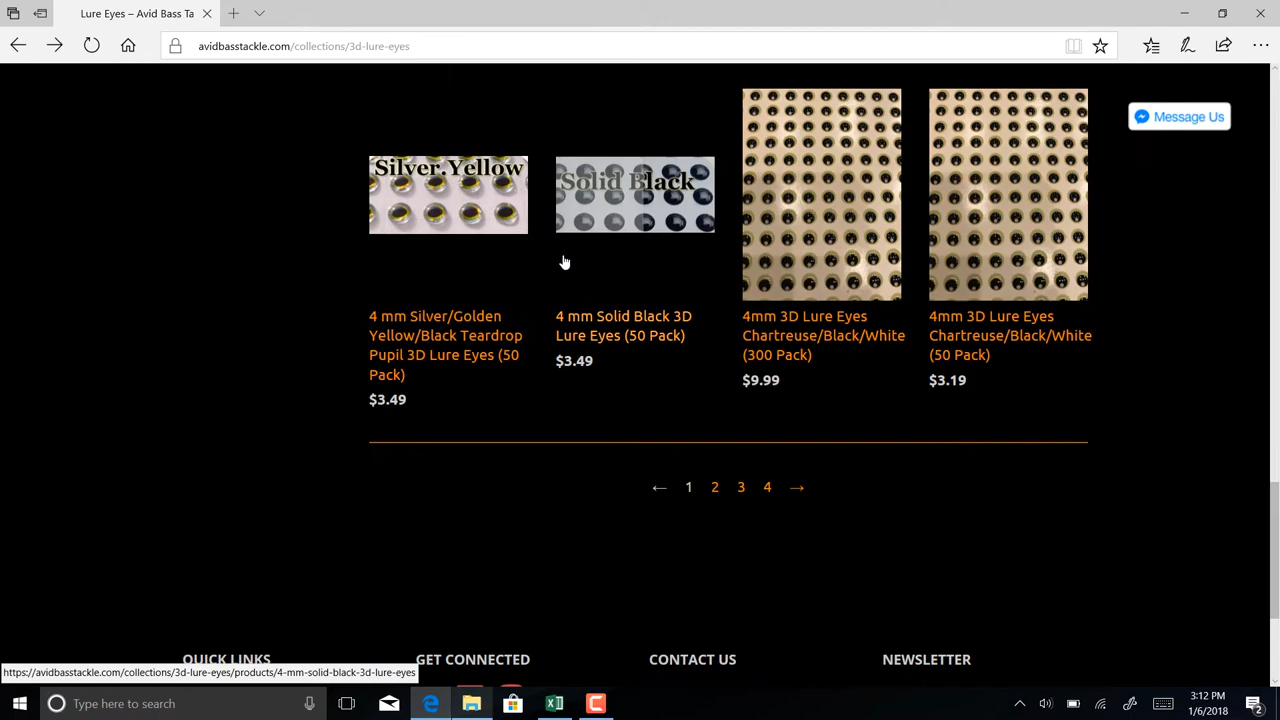 Lure Eyes – Avid Bass Ta
avidbasstackle.com/collections/3d-lure-eyes
Message Us
Silver.Yellow
Solid Black
4 mm Silver/Golden
Yellow/Black Teardrop
Pupil 3D Lure Eyes (50
Pack)
$3.49
4 mm Solid Black 3D
Lure Eyes (50 Pack)
$3.49
4mm 3D Lure Eyes
Chartreuse/Black/White
(300 Pack)
$9.99
4mm 3D Lure Eyes
Chartreuse/Black/White
(50 Pack)
$3.19
← 1 2 3 4 →
QUICK LINKS
GET CONNECTED
CONTACT US
NEWSLETTER
https://avidbasstackle.com/collections/3d-lure-eyes/products/4-mm-solid-black-3d-lure-eyes
Type here to search
3:12 PM
1/6/2018
2